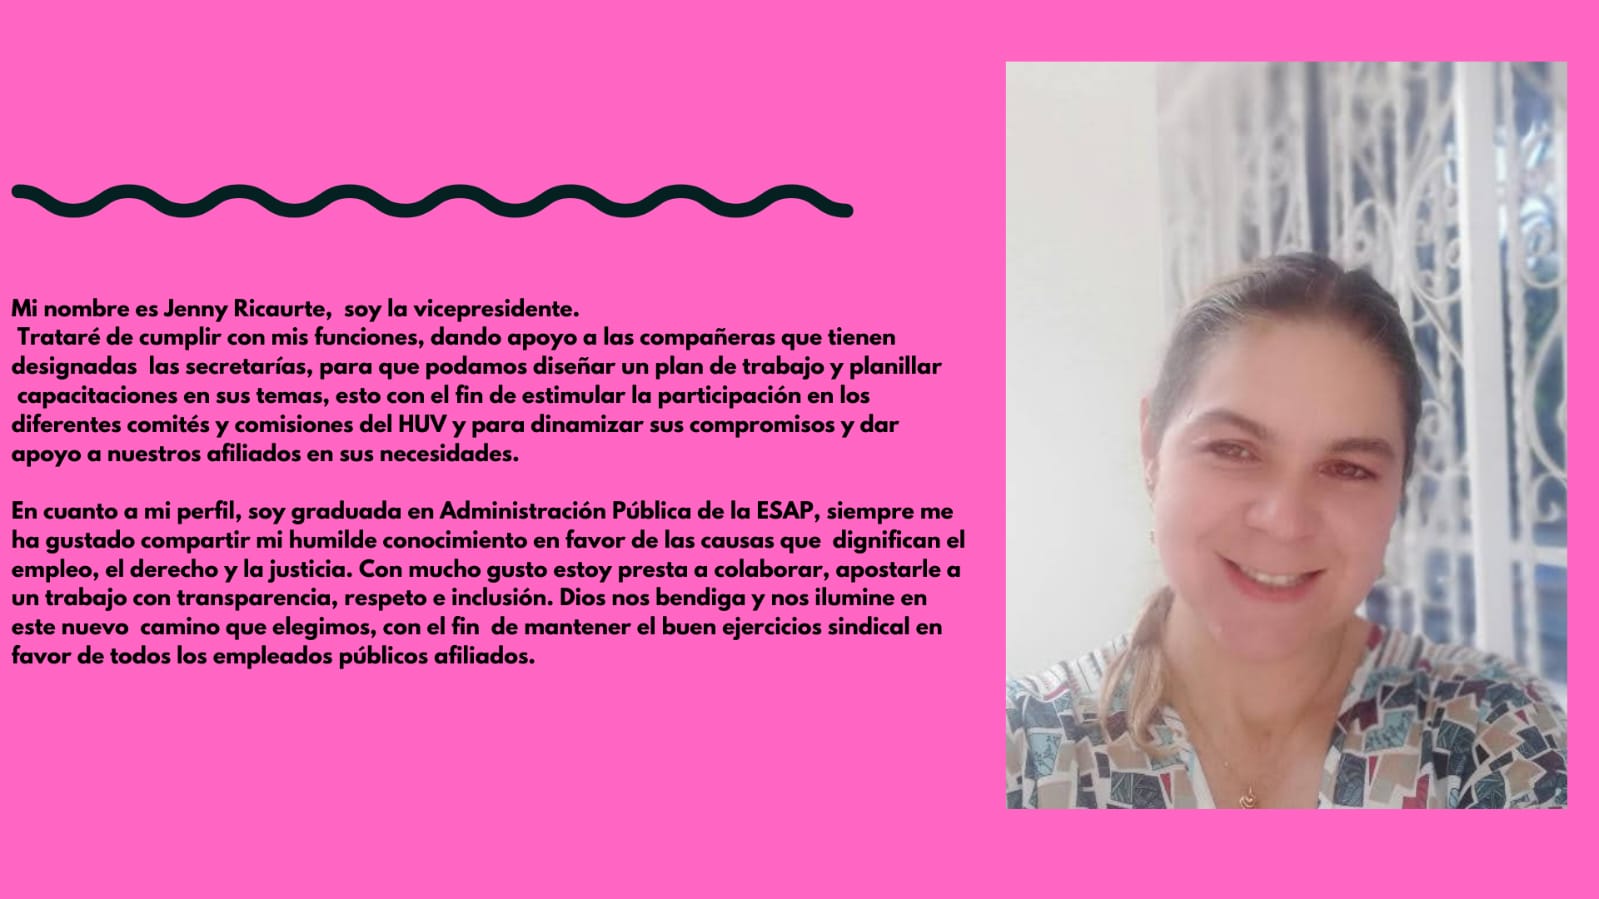 Mi nombre es Jenny Ricaurte,  soy la vicepresidente.
Trataré de cumplir con mis funciones, dando apoyo a las compañeras que tienen
designadas  las secretarías, para que podamos diseñar un plan de trabajo y planillar
capacitaciones en sus temas, esto con el fin de estimular la participación en los
diferentes comités y comisiones del HUV y para dinamizar sus compromisos y dar
apoyo a nuestros afiliados en sus necesidades.
En cuanto a mi perfil, soy graduada en Administración Pública de la ESAP, siempre me
ha gustado compartir mi humilde conocimiento en favor de las causas que  dignifican el
empleo, el derecho y la justicia. Con mucho gusto estoy presta a colaborar, apostarle a
un trabajo con transparencia, respeto e inclusión. Dios nos bendiga y nos ilumine en
este nuevo  camino que elegimos, con el fin  de mantener el buen ejercicios sindical en
favor de todos los empleados públicos afiliados.